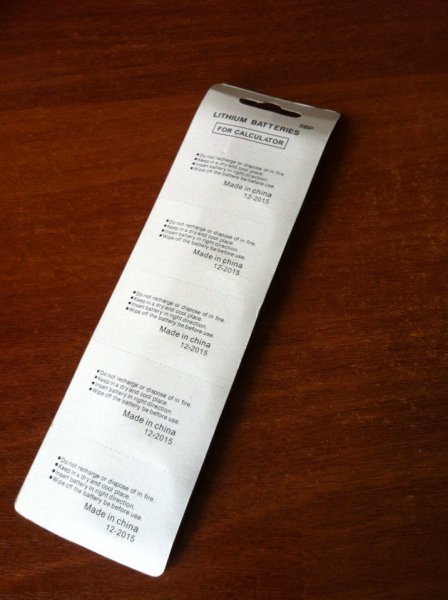 LITHIUM BATTERIES
FOR CALCULATOR
●Do not recharge or dispose of in fire.
●Keep in a dry and cool place.
●Insert battery in right direction.
●Wipe off the battery be before use.
Made in china
12-2015
●Do not recharge or dispose of in fire.
●Keep in a dry and cool place.
●Insert battery in right direction.
●Wipe off the battery be before use.
Made in china
12-2015
●Do not recharge or dispose of in fire.
●Keep in a dry and cool place.
●Insert battery in right direction.
●Wipe off the battery be before use.
Made in china
12-2015
●Do not recharge or dispose of in fire.
●Keep in a dry and cool place.
●Insert battery in right direction.
●Wipe off the battery be before use.
Made in china
12-2015
●Do not recharge or dispose of in fire.
●Keep in a dry and cool place.
●Insert battery in right direction.
●Wipe off the battery be before use.
Made in china
12-2015